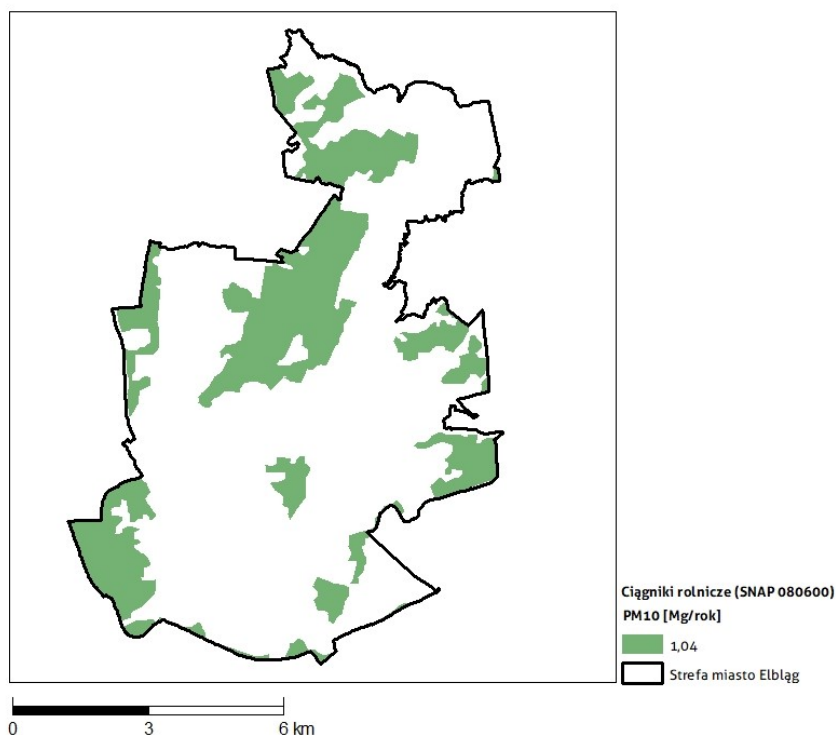 Ciągniki rolnicze (SNAP 080600)
PM10 [Mg/rok]
1,04
Strefa miasto Elbląg
0 3 6 km